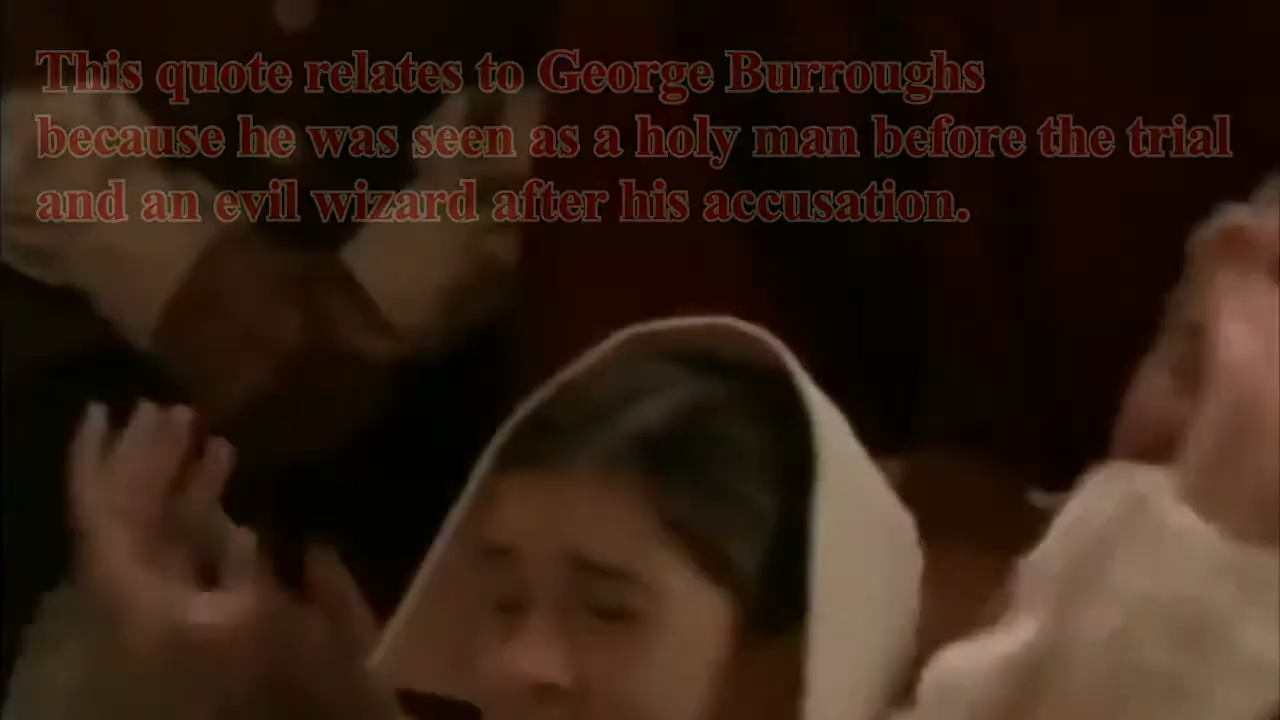 This quote relates to George Burroughs
because he was seen as a holy man before the trial
and an evil wizard after his accusation.